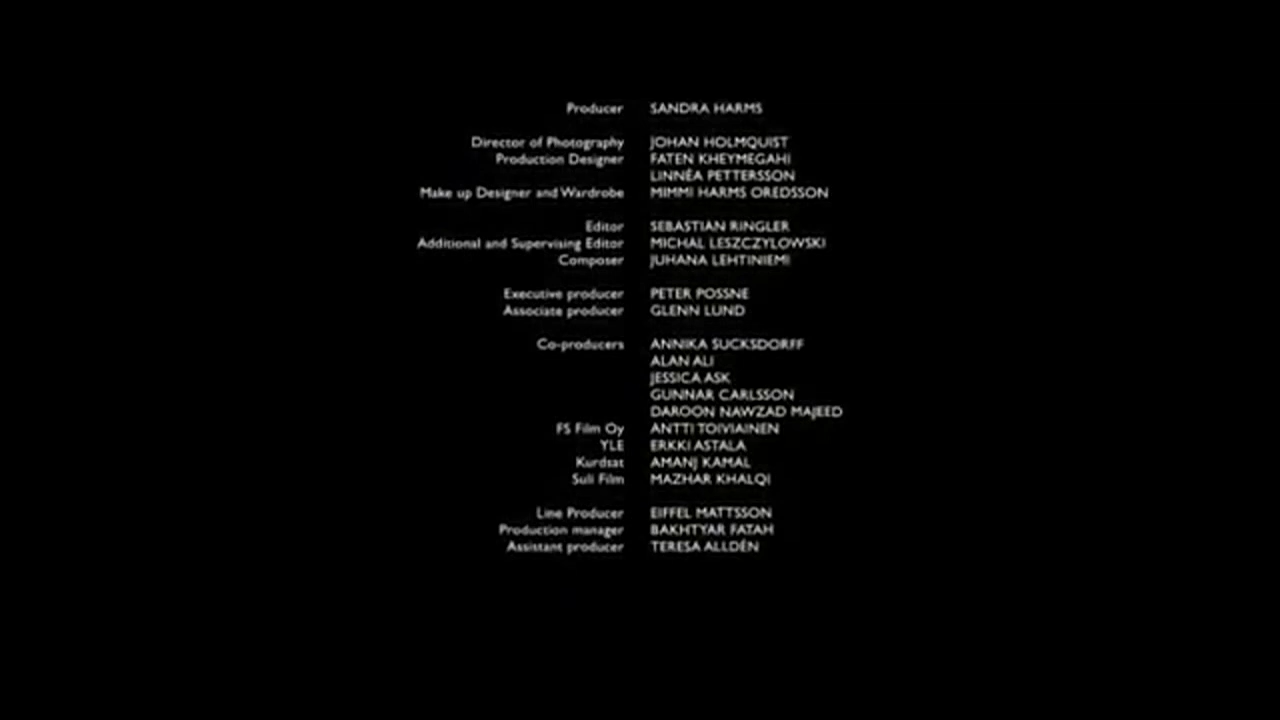 Producer SANDRA HARMS
Director of Photography JOHAN HOLMQUIST
Production Designer FATEN KHEYMEGAHI
LINNÉA PETTERSSON
Make up Designer and Wardrobe MIMMI HARMS OREDSSON
Editor SEBASTIAN RINGLER
Additional and Supervising Editor MICHAL LESZCZYLOWSKI
Composer JUHANA LEHTINIEMI
Executive producer PETER POSSNE
Associate producer GLENN LUND
Co-producers ANNIKA SUCKSDORFF
ALAN ALI
JESSICA ASK
GUNNAR CARLSSON
DAROON NAWZAD MAJEED
FS Film Oy ANTTI TOIVIAINEN
YLE ERKKI ASTALA
Kurdsat AMANJ KAMAL
Suli Film MAZHAR KHALQI
Line Producer EIFFEL MATTSSON
Production manager BAKHTYAR FATAH
Assistant producer TERESA ALLDÉN